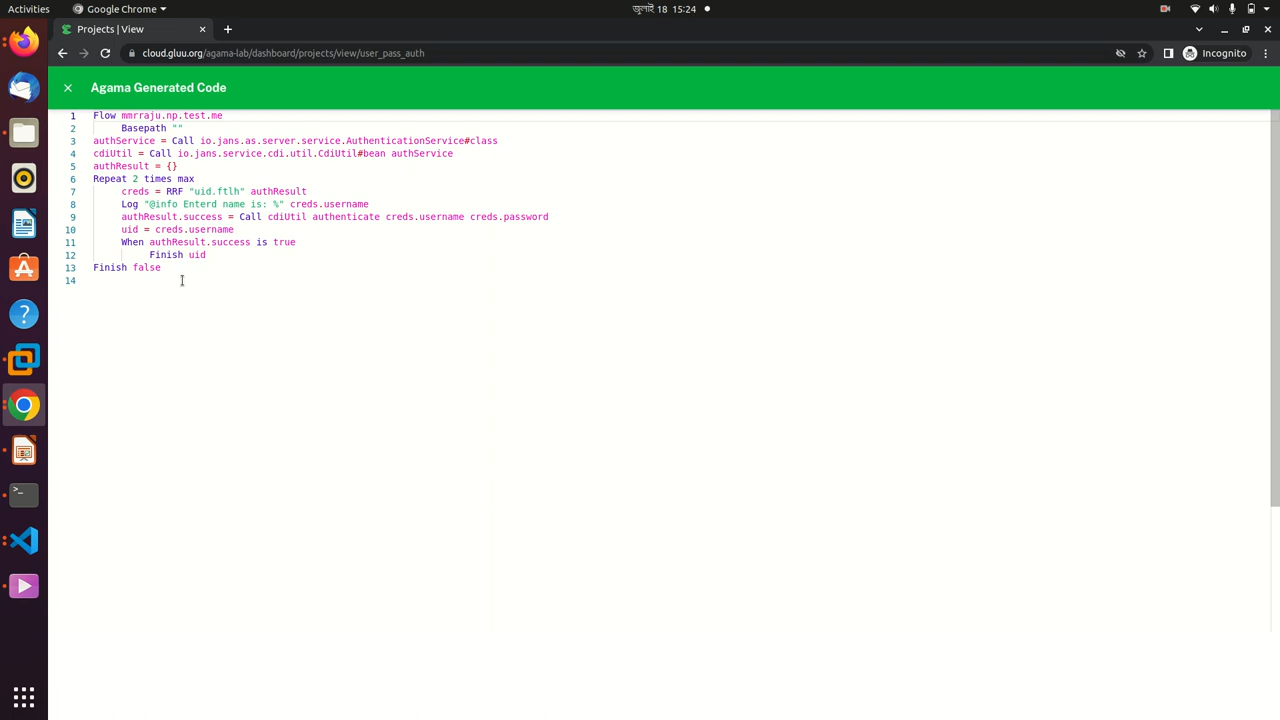 Activities
Google Chrome
जुलाई 18 15:24
Projects | View
cloud.gluu.org/agama-lab/dashboard/projects/view/user_pass_auth
Incognito
Agama Generated Code
1 Flow mmrraju.np.test.me
2 Basepath ""
3 authService = Call io.jans.as.server.service.AuthenticationService#class
4 cdiUtil = Call io.jans.service.cdi.util.CdiUtil#bean authService
5 authResult = {}
6 Repeat 2 times max
7 creds = RRF "uid.ftlh" authResult
8 Log "@info Enterd name is: %" creds.username
9 authResult.success = Call cdiUtil authenticate creds.username creds.password
10 uid = creds.username
11 When authResult.success is true
12 Finish uid
13 Finish false
14